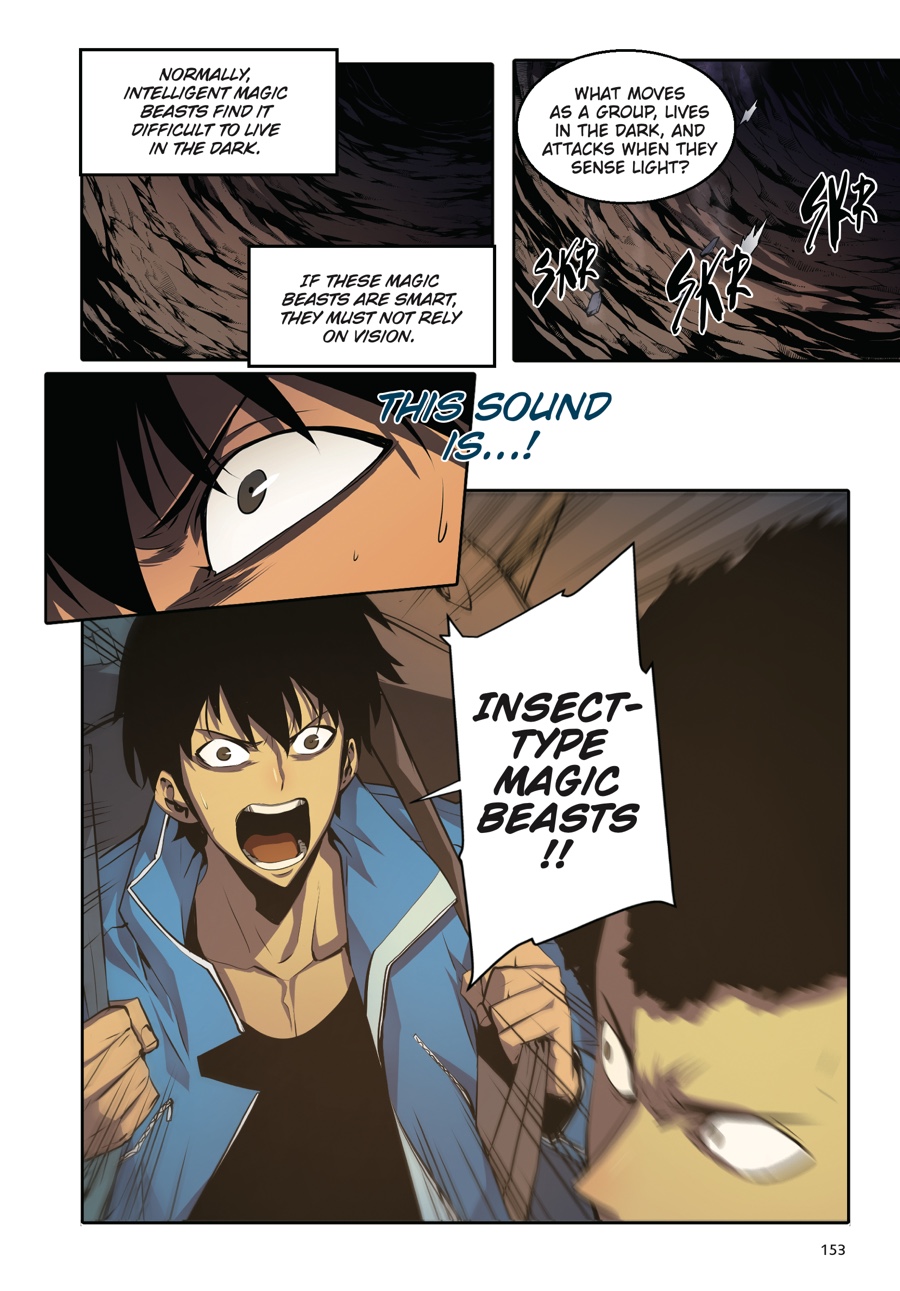 NORMALLY,
INTELLIGENT MAGIC
BEASTS FIND IT
DIFFICULT TO LIVE
IN THE DARK.
IF THESE MAGIC
BEASTS ARE SMART,
THEY MUST NOT RELY
ON VISION.
WHAT MOVES
AS A GROUP, LIVES
IN THE DARK, AND
ATTACKS WHEN THEY
SENSE LIGHT?
SKR
SKR
SKR
THIS SOUND
IS...!
INSECT-
TYPE
MAGIC
BEASTS
!!
153